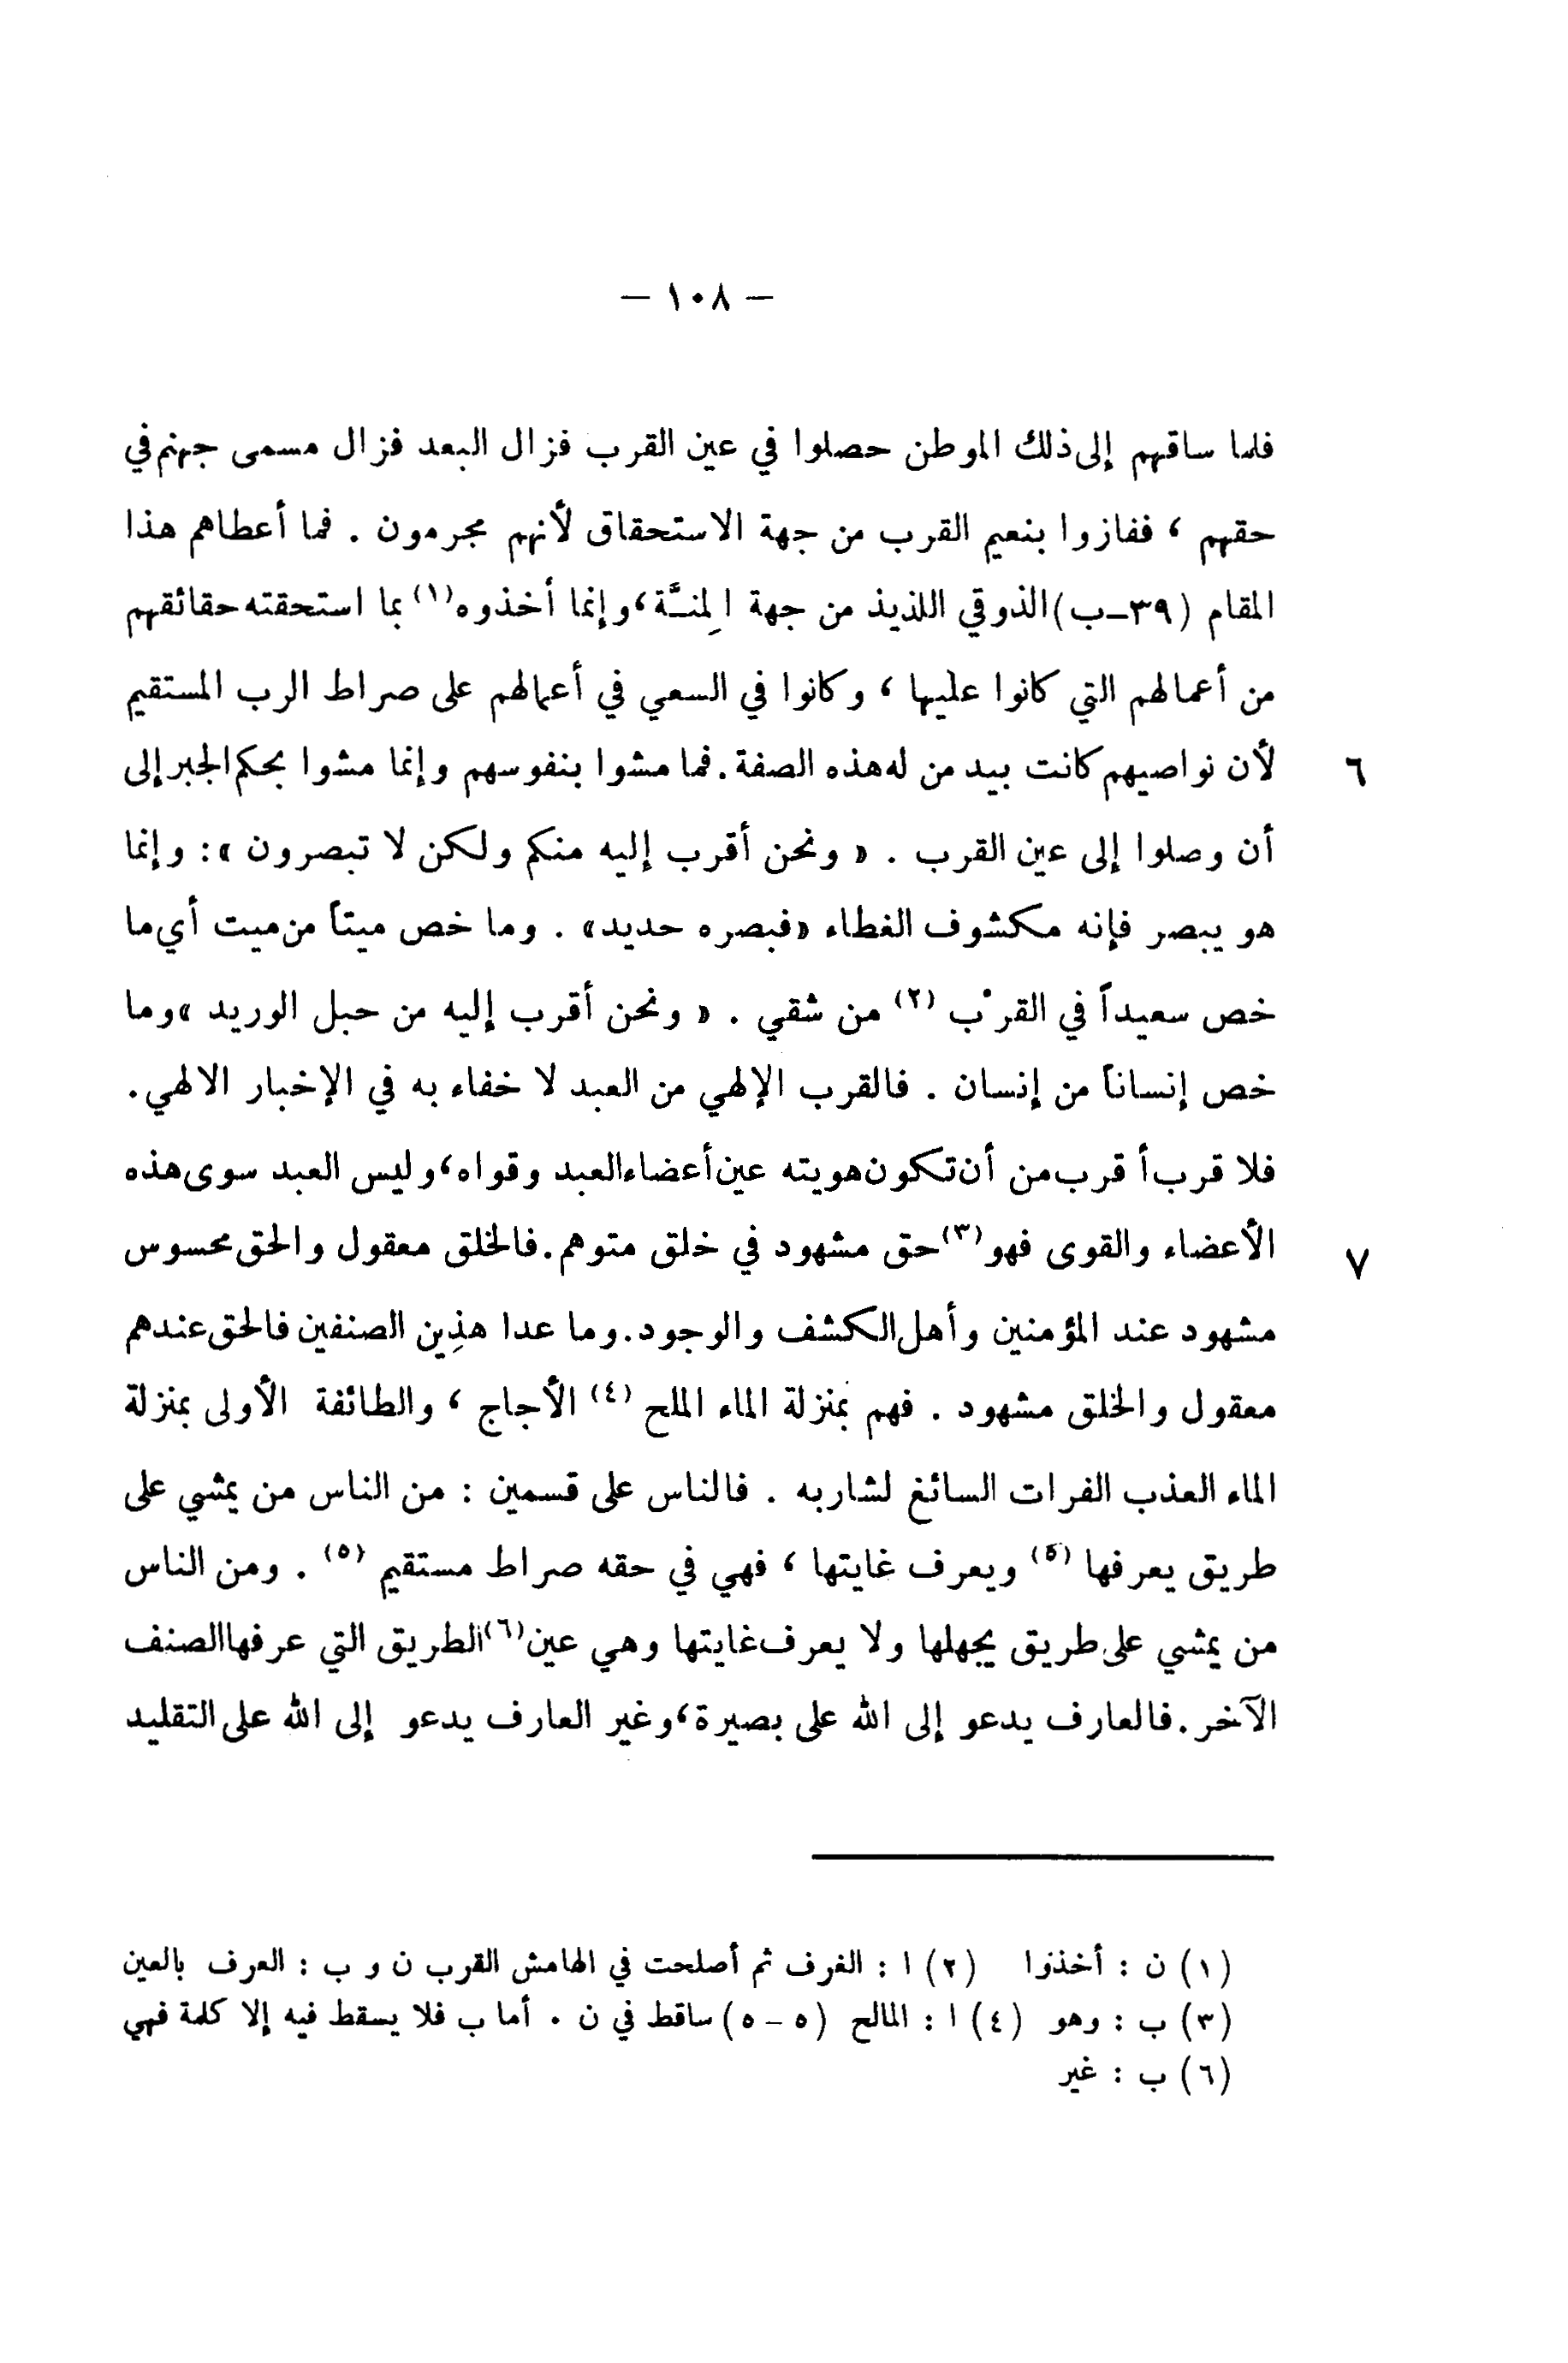 — ١٠٨ —
فلما ساقهم إلى ذلك الموطن حصلوا في عين القرب فزال البعد فزال مسمى جهنم في
حقهم ، ففازوا بنعيم القرب من جهة الاستحقاق لأنهم مجرمون . فما أعطاهم هذا
المقام (٣٩-ب) الذوقي اللذيذ من جهة المِنَّة، وإنما أخذوه(١) بما استحقته حقائقهم
من أعمالهم التي كانوا عليها ، وكانوا في السعي في أعمالهم على صراط الرب المستقيم
لأن نواصيهم كانت بيد من له هذه الصفة. فما مشوا بنفوسهم وإنما مشوا بحكم الجبر إلى ٦
أن وصلوا إلى عين القرب . « ونحن أقرب إليه منكم ولكن لا تبصرون »: وإنما
هو يبصر فإنه مكشوف الغطاء «فبصره حديد» . وما خص ميتاً من ميت أي ما
خص سعيداً في القرْب (٢) من شقي . « ونحن أقرب إليه من حبل الوريد » وما
خص إنساناً من إنسان . فالقرب الإلهي من العبد لا خفاء به في الإخبار الالهي.
فلا قرب أقرب من أن تكون هويته عين أعضاء العبد وقواه، وليس العبد سوى هذه
الأعضاء والقوى فهو(٣) حق مشهود في خلق متوهم. فالخلق معقول والحق محسوس ٧
مشهود عند المؤمنين وأهل الكشف والوجود. وما عدا هذِين الصنفين فالحق عندهم
معقول والخلق مشهود . فهم بمنزلة الماء الملح (٤) الأجاج ، والطائفة الأولى بمنزلة
الماء العذب الفرات السائغ لشاربه . فالناس على قسمين : من الناس من يمشي على
طريق يعرفها (٥) ويعرف غايتها ، فهي في حقه صراط مستقيم (٥) . ومن الناس
من يمشي على طريق يجهلها ولا يعرف غايتها وهي عين(٦) الطريق التي عرفها الصنف
الآخر. فالعارف يدعو إلى الله على بصيرة، وغير العارف يدعو إلى الله على التقليد
(١) ن : أخذوا (٢) ا : الغرف ثم أصلحت في الهامش القرب ن و ب : العرف بالعين
(٣) ب : وهو (٤) ا : المالح (٥ - ٥) ساقط في ن . أما ب فلا يسقط فيه إلا كلمة فهي
(٦) ب : غير